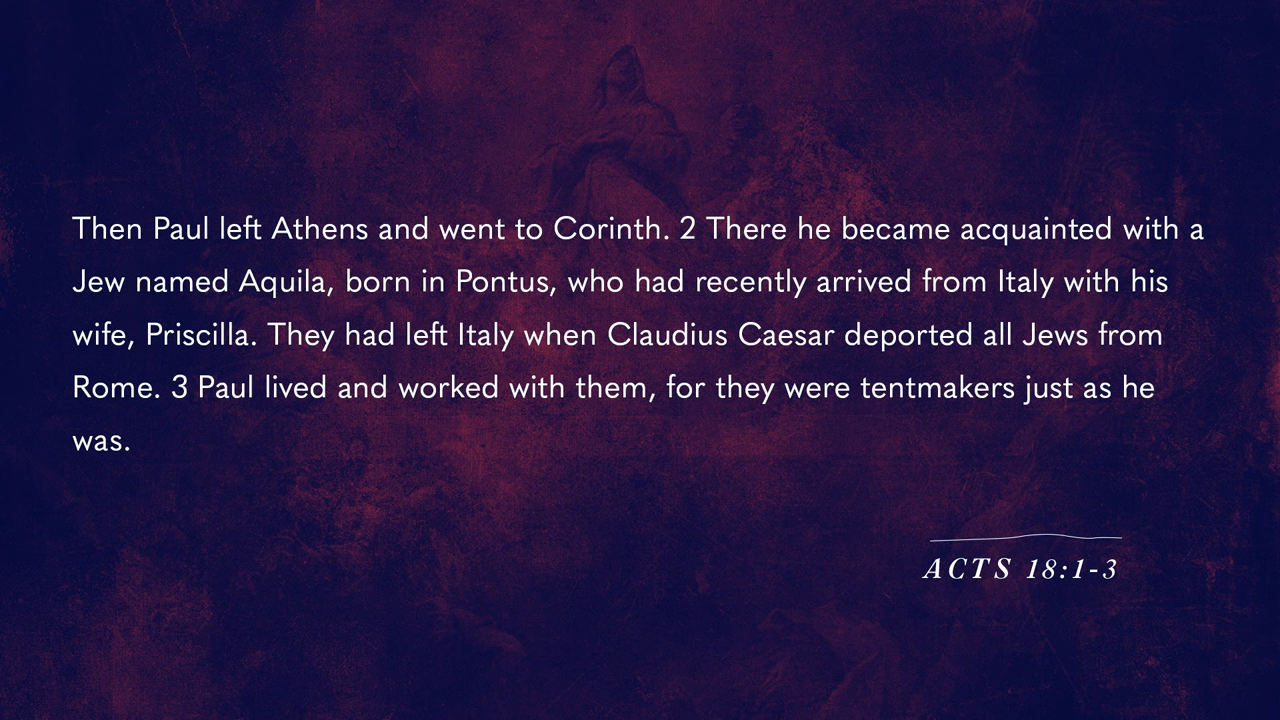 Then Paul left Athens and went to Corinth. 2 There he became acquainted with a
Jew named Aquila, born in Pontus, who had recently arrived from Italy with his
wife, Priscilla. They had left Italy when Claudius Caesar deported all Jews from
Rome. 3 Paul lived and worked with them, for they were tentmakers just as he
was.
ACTS 18:1-3